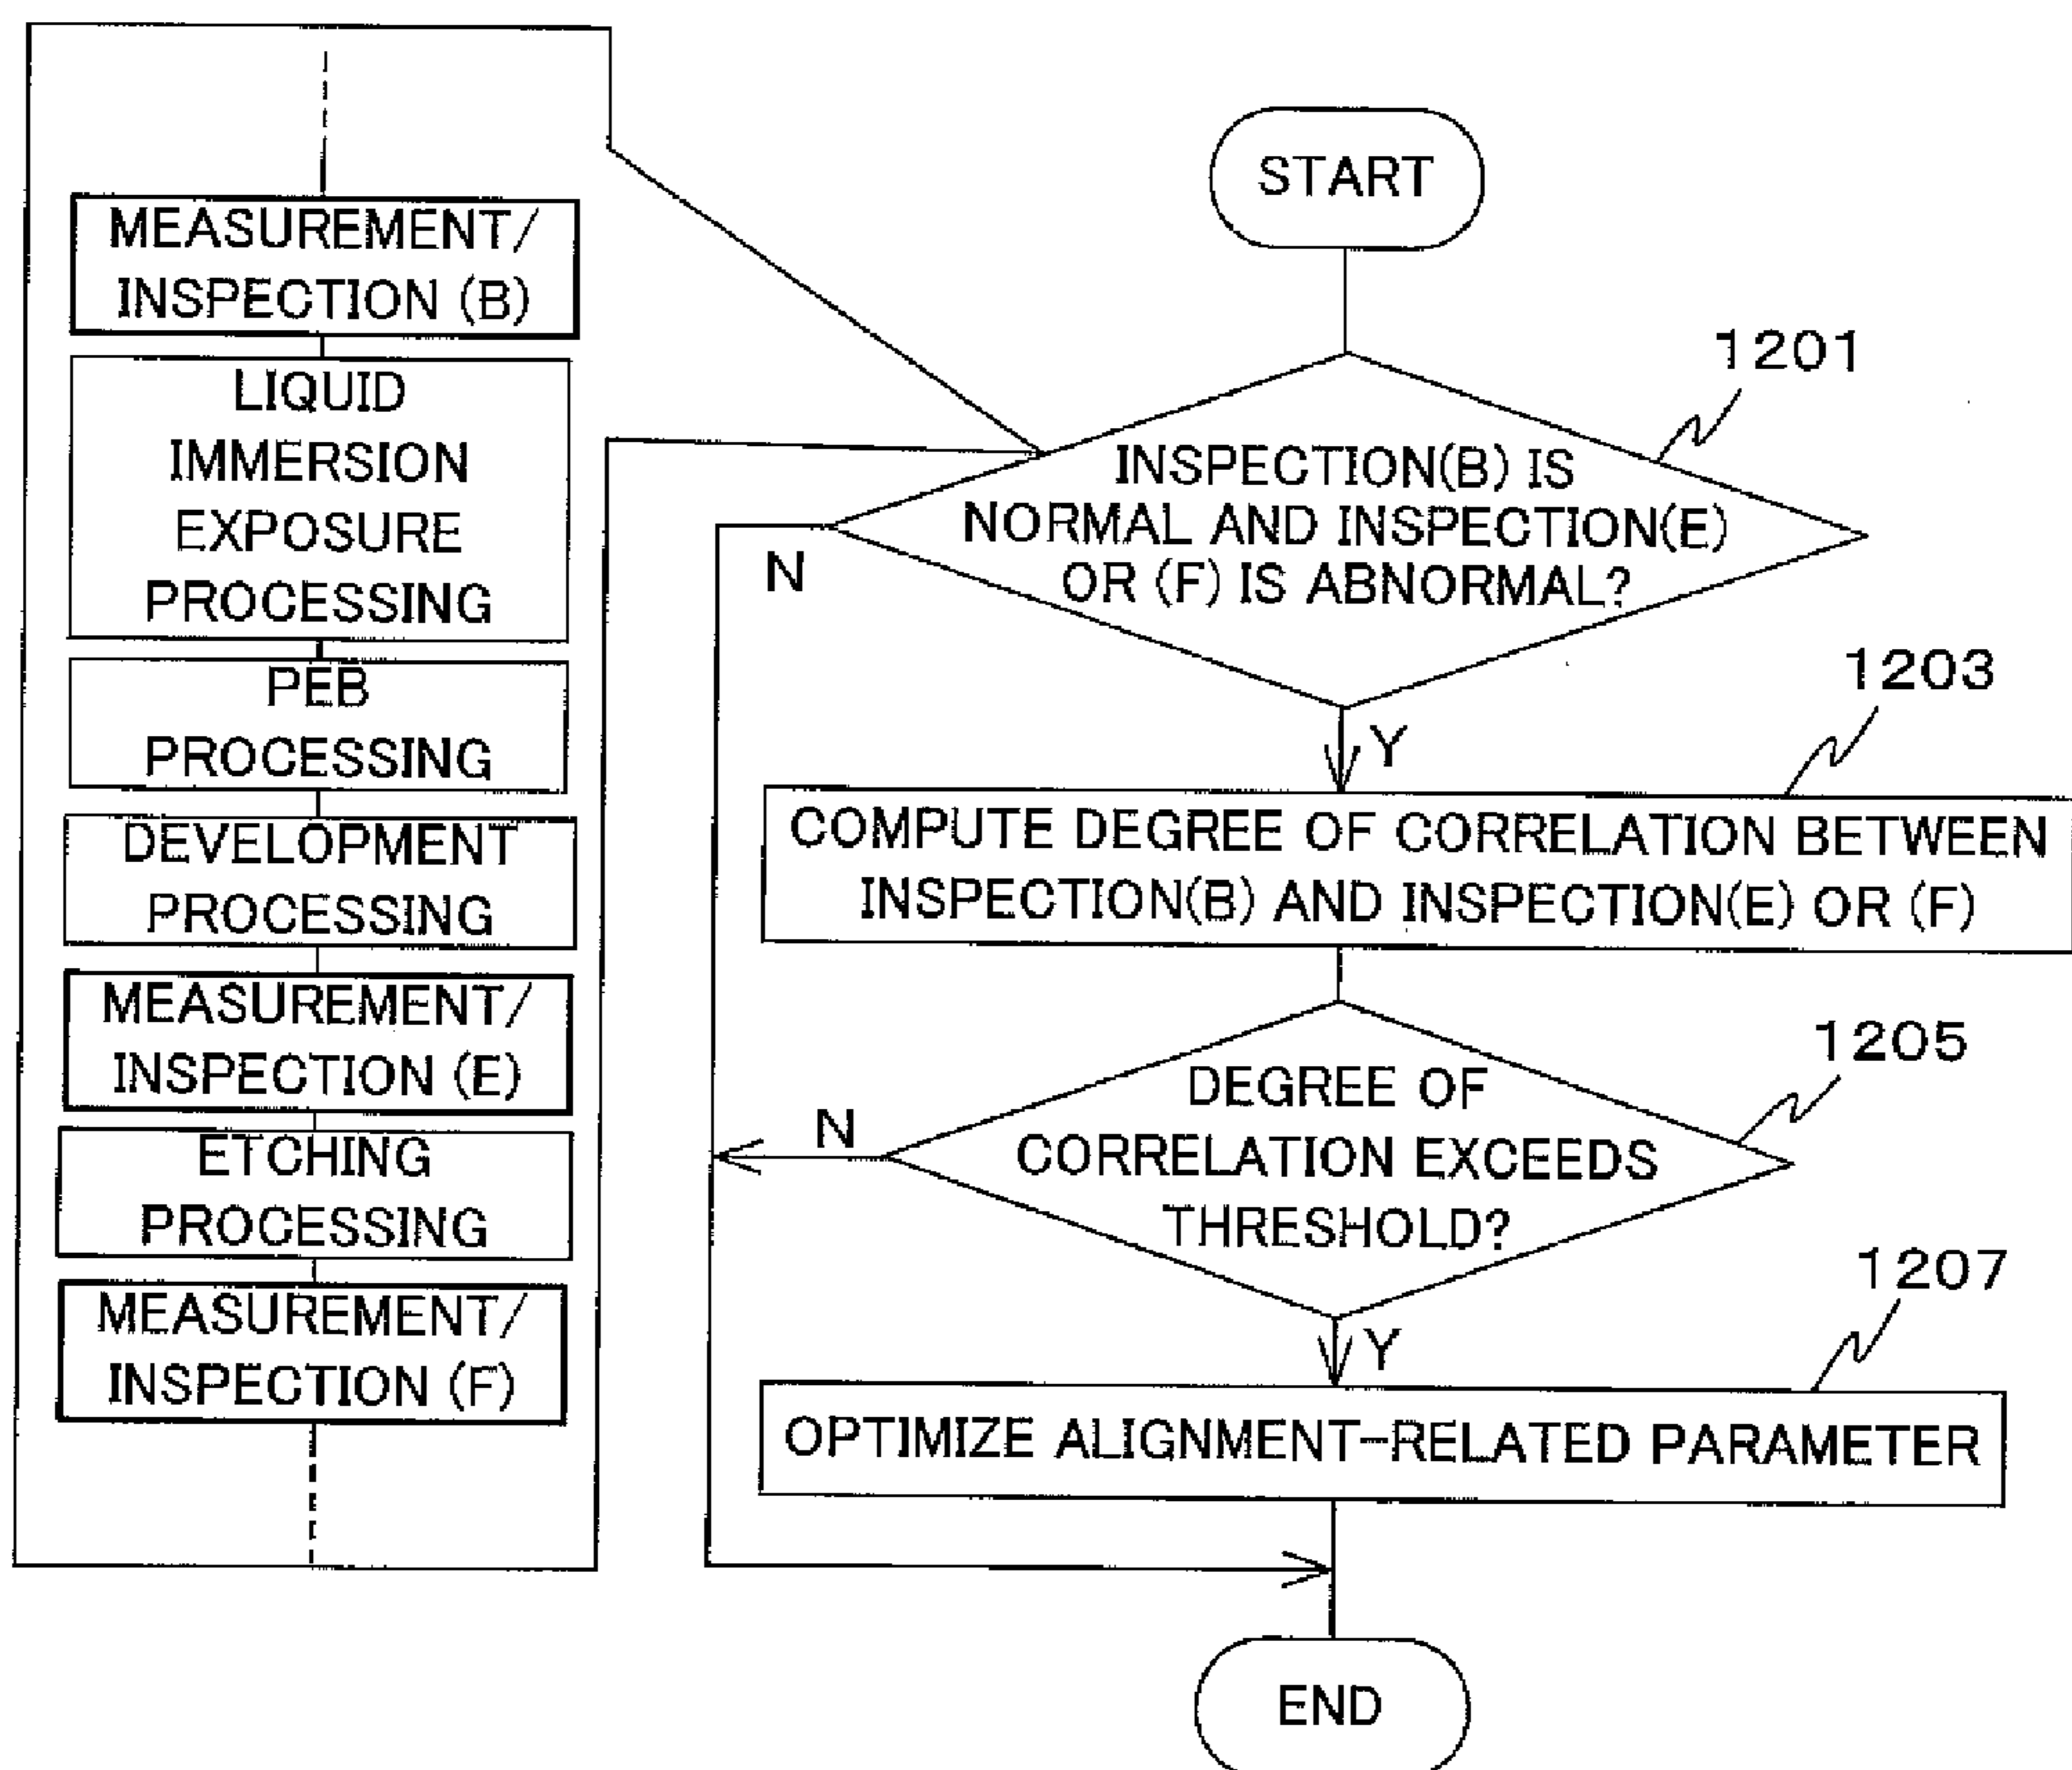 MEASUREMENT/
INSPECTION (B)
LIQUID
IMMERSION
EXPOSURE
PROCESSING
PEB
PROCESSING
DEVELOPMENT
PROCESSING
MEASUREMENT/
INSPECTION (E)
ETCHING
PROCESSING
MEASUREMENT/
INSPECTION (F)
START
1201
INSPECTION(B) IS
NORMAL AND INSPECTION(E)
OR (F) IS ABNORMAL?
N
Y
1203
COMPUTE DEGREE OF CORRELATION BETWEEN
INSPECTION(B) AND INSPECTION(E) OR (F)
1205
DEGREE OF
CORRELATION EXCEEDS
THRESHOLD?
N
Y
1207
OPTIMIZE ALIGNMENT-RELATED PARAMETER
END